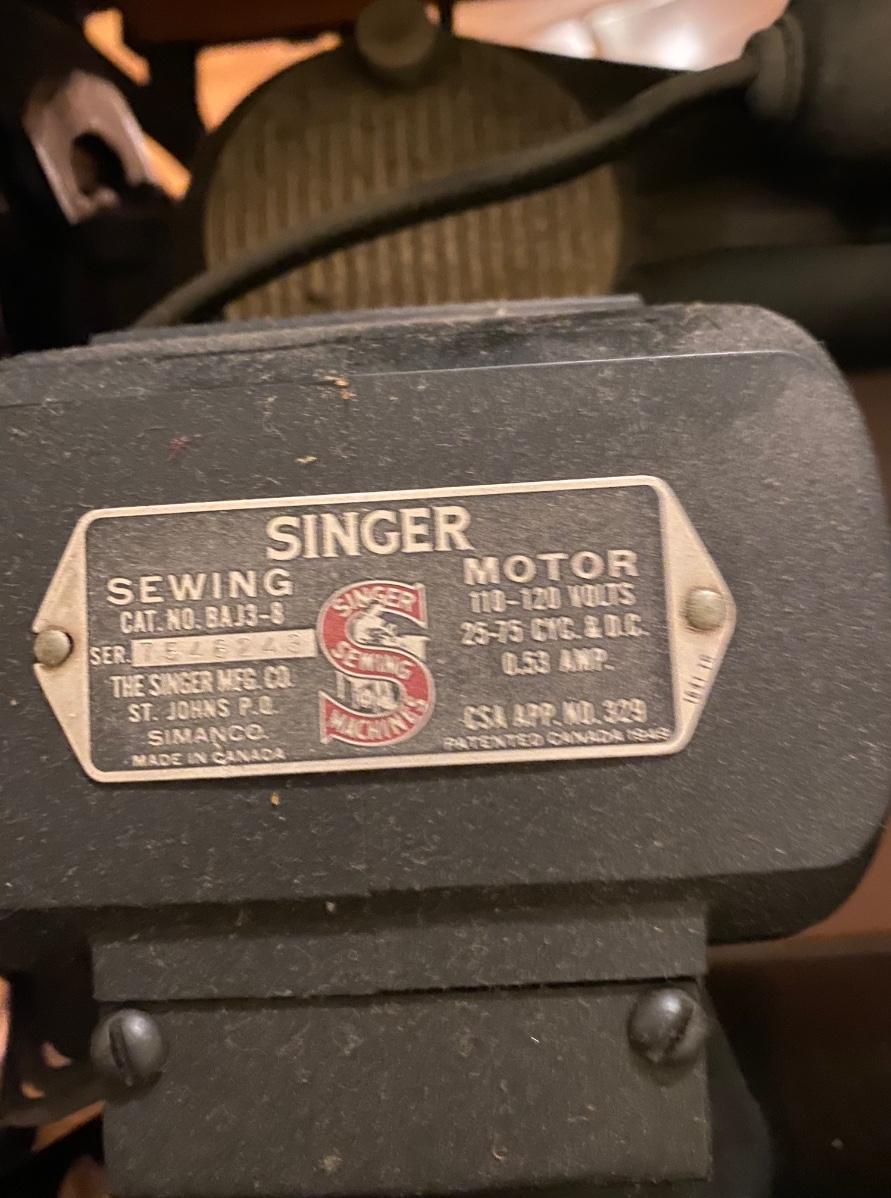 SINGER
SEWING
CAT. NO. BAJ3-8
SER.
THE SINGER MFG. CO.
ST. JOHNS P.Q.
SIMANCO.
MADE IN CANADA
SINGER
SEWING
MACHINES
MOTOR
110-120 VOLTS
25-75 CYC. & D.C.
0.53 AMP.
CSA APP. NO. 329
PATENTED CANADA